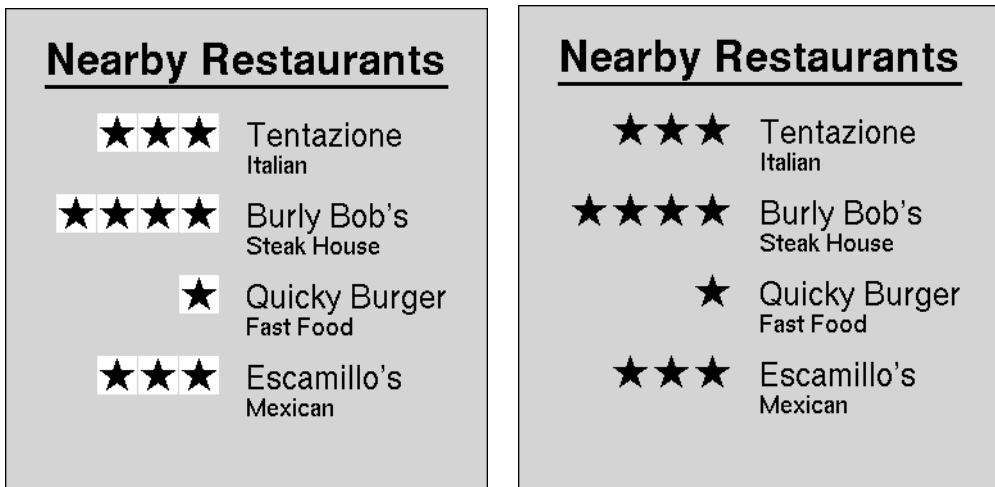 Nearby Restaurants
★★★ Tentazione
Italian
★★★★ Burly Bob's
Steak House
★ Quicky Burger
Fast Food
★★★ Escamillo's
Mexican
Nearby Restaurants
★★★ Tentazione
Italian
★★★★ Burly Bob's
Steak House
★ Quicky Burger
Fast Food
★★★ Escamillo's
Mexican